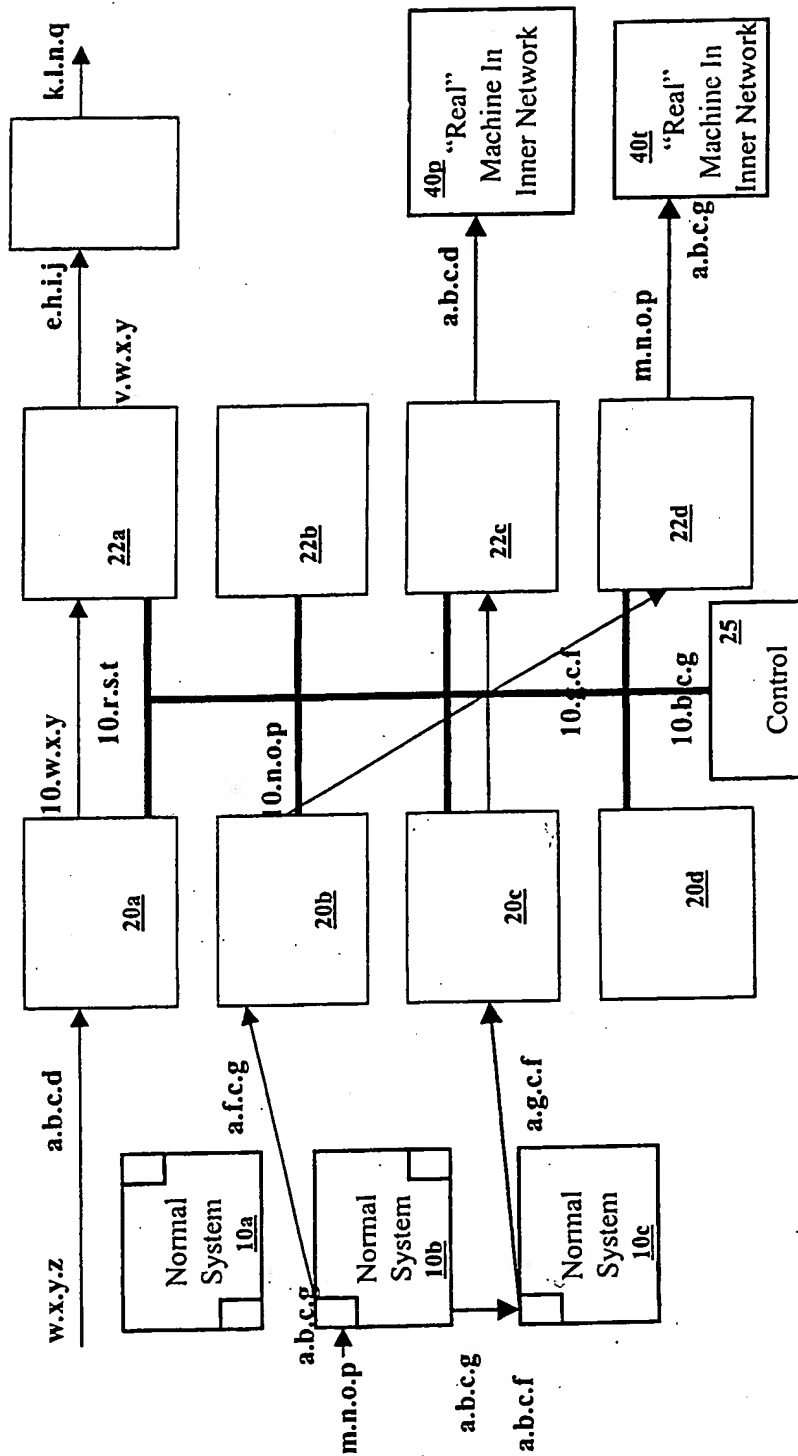 w.x.y.z
a.b.c.d
20a
10.w.x.y
10.r.s.t
22a
v.w.x.y
e.h.i.j
k.l.n.q
Normal
System
10a
a.f.c.g
20b
10.n.o.p
22b
a.b.c.g
m.n.o.p
Normal
System
10b
a.b.c.g
a.b.c.f
Normal
System
10c
a.g.c.f
20c
10.g.c.f
22c
a.b.c.d
40p
“Real”
Machine In
Inner Network
20d
10.b.c.g
22d
m.n.o.p
a.b.c.g
40t
“Real”
Machine In
Inner Network
25
Control